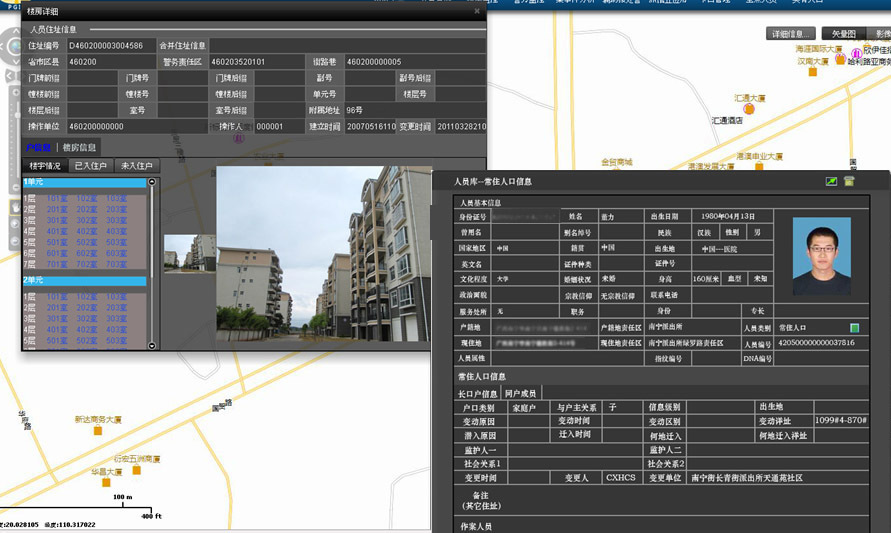 楼房详细
人员住址信息
住址编号 D460200003004586 合并住址信息
省市区县 460200 警务责任区 460203520101 街路巷 460200000005
门牌前缀 门牌号 门牌后缀 副号 副号后缀
幢楼前缀 幢楼号 幢楼后缀 单元号 楼层号
楼层后缀 室号 室号后缀 附属地址 96号
操作单位 460200000000 操作人 000001 建立时间 20070516110 变更时间 20110328210
户信息 楼房信息
楼宇情况 已入住户 未入住户
1单元
1层 101室 102室 103室
2层 201室 202室 203室
3层 301室 302室 303室
4层 401室 402室 403室
5层 501室 502室 503室
6层 601室 602室 603室
7层 701室 702室 703室
2单元
1层 101室 102室 103室
2层 201室 202室 203室
3层 301室 302室 303室
4层 401室 402室 403室
5层 501室 502室 503室
详细信息... 矢量图 影像
海涯国际大厦
欣伊佳招
汉南大厦
哈利路亚商务
汇通大厦
汇通酒店
金贸商城
港澳申业大厦
港澳发展大厦
国
人员库--常住人口信息
人员基本信息
身份证号 姓名 董力 出生日期 1980年04月13日
曾用名 别名绰号 民族 汉族 性别 男
国家地区 中国 籍贯 中国 出生地 中国---医院
英文名 证件种类 证件号
文化程度 大学 婚姻状况 未婚 身高 160厘米 血型 未知
政治面貌 宗教信仰 无宗教信仰 联系电话
服务处所 无 职务 身份 专长
户籍地 户籍地责任区 南宁派出所 人员类别 常住人口
现住地 现住地责任区 南宁派出所绿罗路责任区 人员编号 420500000000037816
人员属性 指纹编号 DNA编号
常住人口信息
长口户信息 同户成员
户口类别 家庭户 与户主关系 子 信息级别 出生地
变动原因 变动时间 变动区别 变动详址 1099#4-870#
潜入原因 迁入时间 何地迁入 何地迁入祥址
监护人一 监护人二
社会关系1 社会关系2
变更时间 变更人 CXHCS 变更单位 南宁街长青街派出所天道苑社区
备注
(其它住址)
作案人员
华府路
国贸路
新达商务大厦
衍宏五洲商厦
华昌大厦
100 m
400 ft
度:20.028105 经度:110.317022